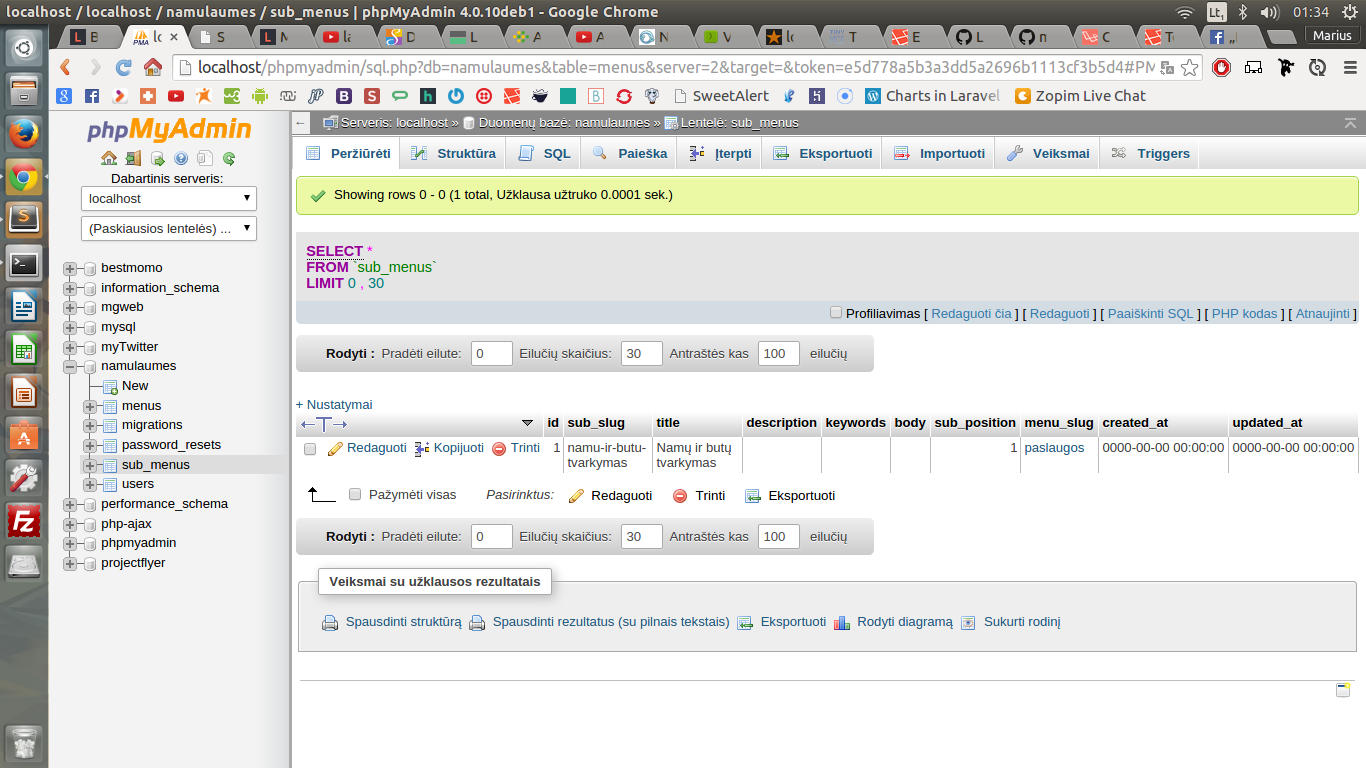 localhost / localhost / namulaumes / sub_menus | phpMyAdmin 4.0.10deb1 - Google Chrome
Lt1 01:34 Marius
localhost/phpmyadmin/sql.php?db=namulaumes&table=menus&server=2&target=&token=e5d778a5b3a3dd5a2696b1113cf3b5d4#PM
SweetAlert Charts in Laravel Zopim Live Chat
phpMyAdmin
Dabartinis serveris:
localhost
(Paskiausios lentelės) ...
bestmomo
information_schema
mgweb
mysql
myTwitter
namulaumes
New
menus
migrations
password_resets
sub_menus
users
performance_schema
php-ajax
phpmyadmin
projectflyer
Serveris: localhost » Duomenų bazė: namulaumes » Lentelė: sub_menus
Peržiūrėti Struktūra SQL Paieška Įterpti Eksportuoti Importuoti Veiksmai Triggers
Showing rows 0 - 0 (1 total, Užklausa užtruko 0.0001 sek.)
SELECT *
FROM `sub_menus`
LIMIT 0 , 30
Profiliavimas [ Redaguoti čia ] [ Redaguoti ] [ Paaiškinti SQL ] [ PHP kodas ] [ Atnaujinti ]
Rodyti : Pradėti eilute: 0 Eilučių skaičius: 30 Antraštės kas 100 eilučių
+ Nustatymai
id sub_slug title description keywords body sub_position menu_slug created_at updated_at
Redaguoti Kopijuoti Trinti 1 namu-ir-butu-tvarkymas Namų ir butų tvarkymas 1 paslaugos 0000-00-00 00:00:00 0000-00-00 00:00:00
Pažymėti visas Pasirinktus: Redaguoti Trinti Eksportuoti
Rodyti : Pradėti eilute: 0 Eilučių skaičius: 30 Antraštės kas 100 eilučių
Veiksmai su užklausos rezultatais
Spausdinti struktūrą Spausdinti rezultatus (su pilnais tekstais) Eksportuoti Rodyti diagramą Sukurti rodinį